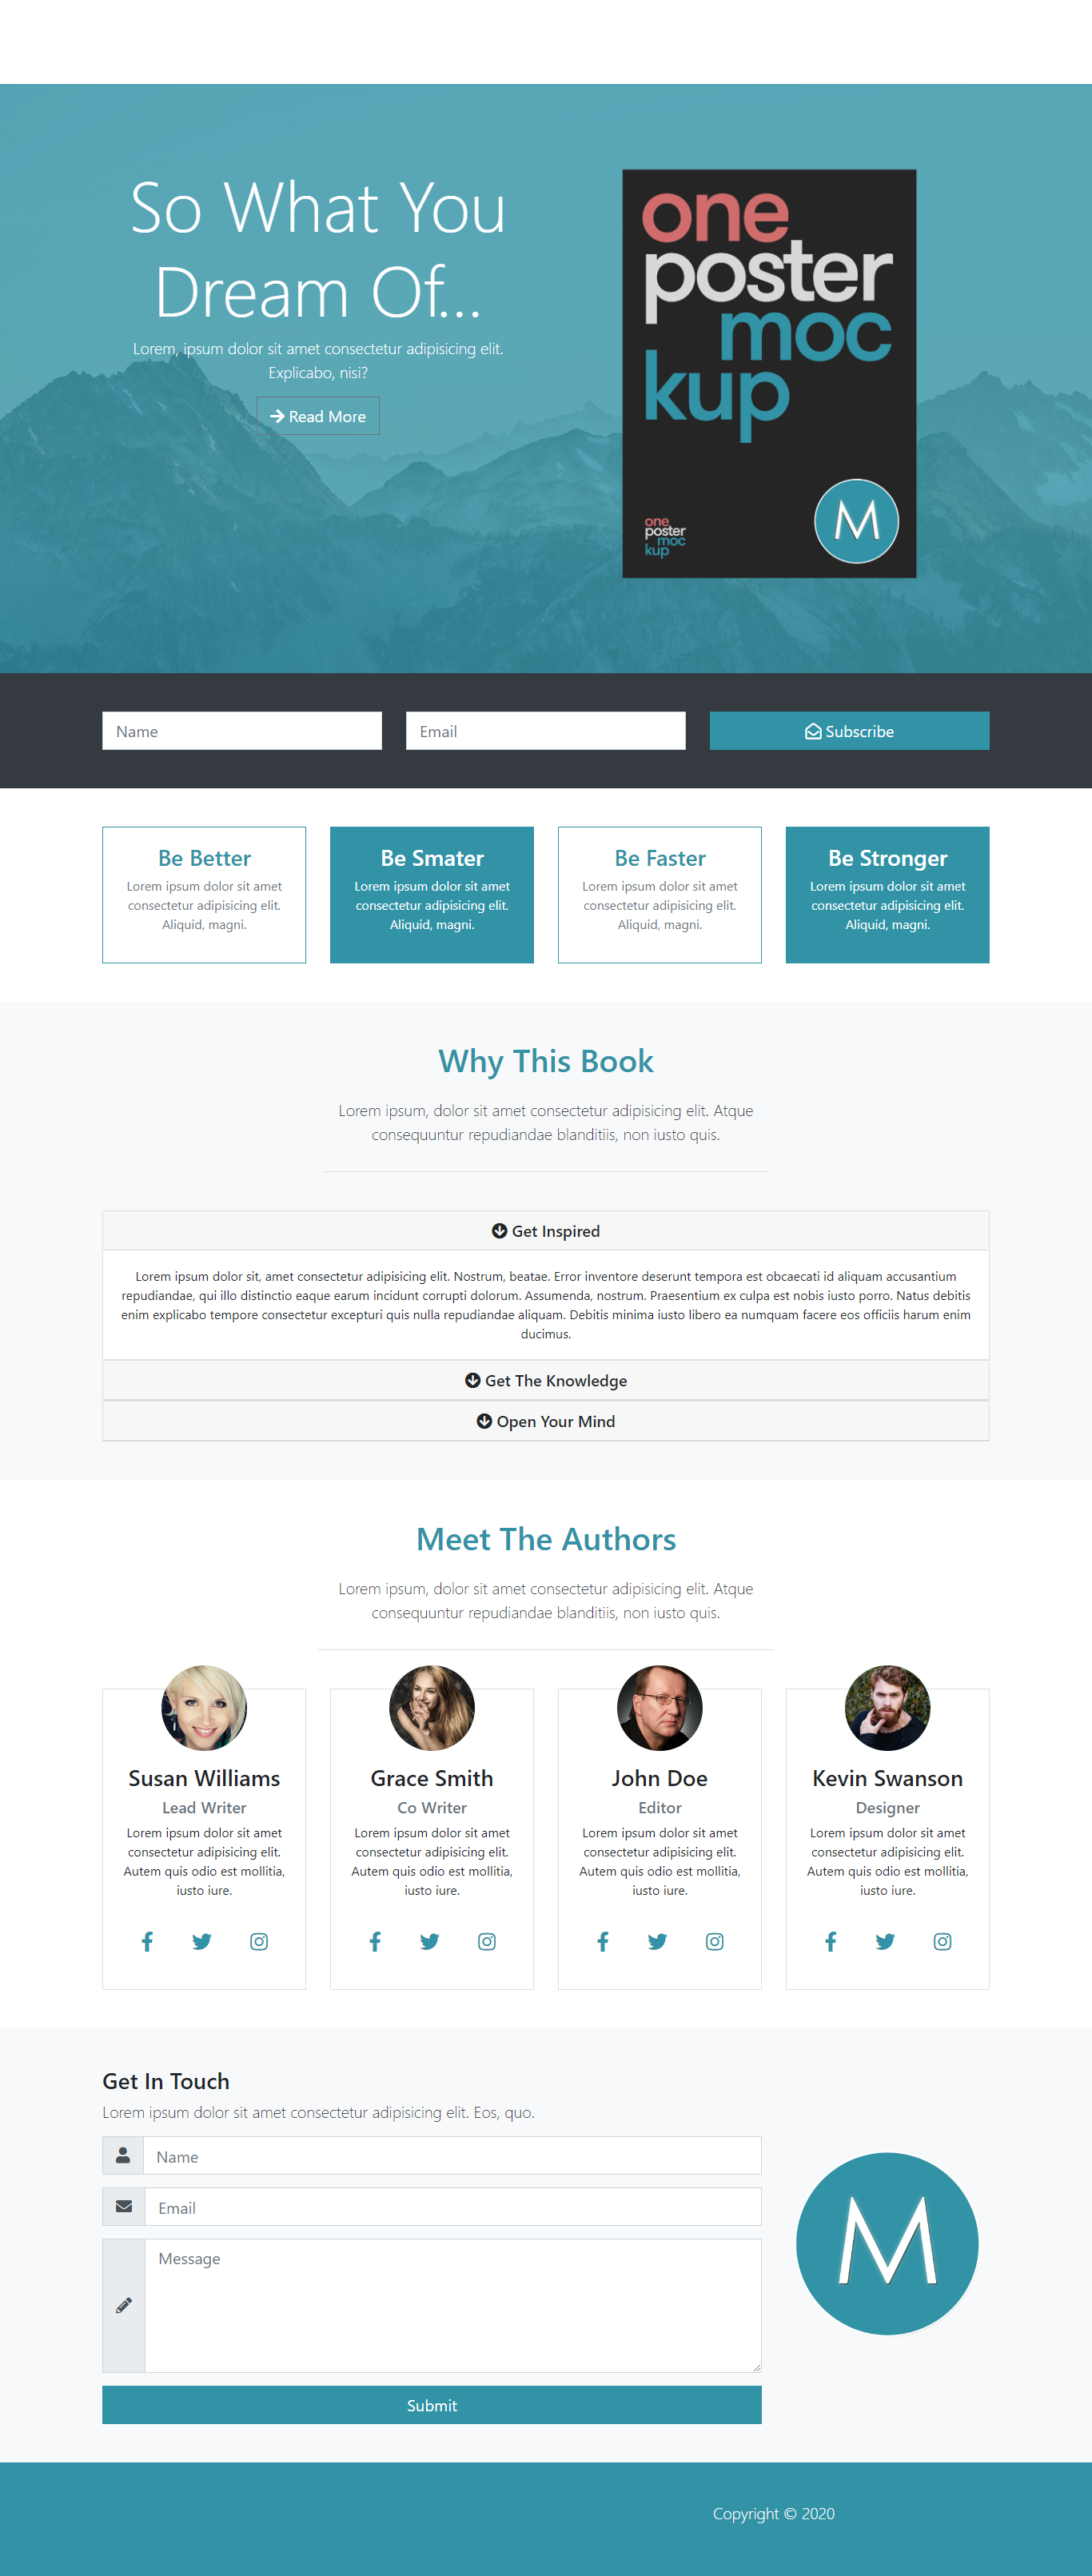 So What You
Dream Of...
Lorem, ipsum dolor sit amet consectetur adipisicing elit.
Explicabo, nisi?
Read More
one
poster
moc
kup
one
poster
moc
kup
M
Name
Email
Subscribe
Be Better
Lorem ipsum dolor sit amet
consectetur adipisicing elit.
Aliquid, magni.
Be Smater
Lorem ipsum dolor sit amet
consectetur adipisicing elit.
Aliquid, magni.
Be Faster
Lorem ipsum dolor sit amet
consectetur adipisicing elit.
Aliquid, magni.
Be Stronger
Lorem ipsum dolor sit amet
consectetur adipisicing elit.
Aliquid, magni.
Why This Book
Lorem ipsum, dolor sit amet consectetur adipisicing elit. Atque
consequuntur repudiandae blanditiis, non iusto quis.
Get Inspired
Lorem ipsum dolor sit, amet consectetur adipisicing elit. Nostrum, beatae. Error inventore deserunt tempora est obcaecati id aliquam accusantium
repudiandae, qui illo distinctio eaque earum incidunt corrupti dolorum. Assumenda, nostrum. Praesentium ex culpa est nobis iusto porro. Natus debitis
enim explicabo tempore consectetur excepturi quis nulla repudiandae aliquam. Debitis minima iusto libero ea numquam facere eos officiis harum enim
ducimus.
Get The Knowledge
Open Your Mind
Meet The Authors
Lorem ipsum, dolor sit amet consectetur adipisicing elit. Atque
consequuntur repudiandae blanditiis, non iusto quis.
Susan Williams
Lead Writer
Lorem ipsum dolor sit amet
consectetur adipisicing elit.
Autem quis odio est mollitia,
iusto iure.
Grace Smith
Co Writer
Lorem ipsum dolor sit amet
consectetur adipisicing elit.
Autem quis odio est mollitia,
iusto iure.
John Doe
Editor
Lorem ipsum dolor sit amet
consectetur adipisicing elit.
Autem quis odio est mollitia,
iusto iure.
Kevin Swanson
Designer
Lorem ipsum dolor sit amet
consectetur adipisicing elit.
Autem quis odio est mollitia,
iusto iure.
Get In Touch
Lorem ipsum dolor sit amet consectetur adipisicing elit. Eos, quo.
Name
Email
Message
Submit
M
Copyright © 2020